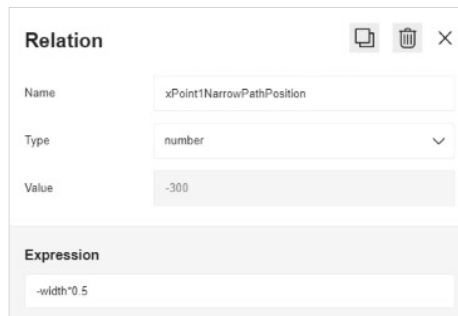 Relation
Name xPoint1NarrowPathPosition
Type number
Value -300
Expression
-width*0.5